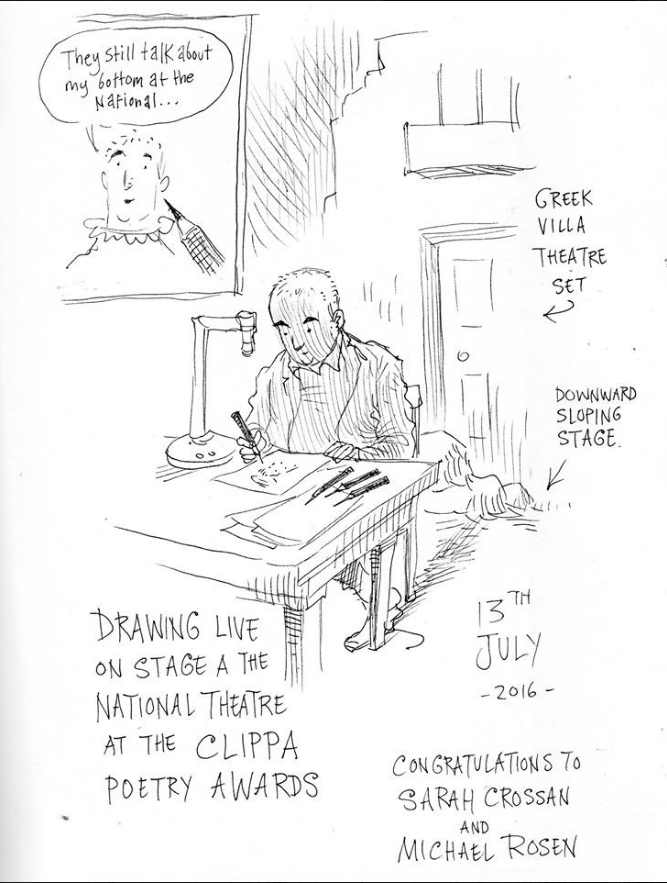 They still talk about
my bottom at the
National...
GREEK
VILLA
THEATRE
SET
DOWNWARD
SLOPING
STAGE.
DRAWING LIVE
ON STAGE A THE
NATIONAL THEATRE
AT THE CLIPPA
POETRY AWARDS
13TH
JULY
-2016-
CONGRATULATIONS TO
SARAH CROSSAN
AND
MICHAEL ROSEN